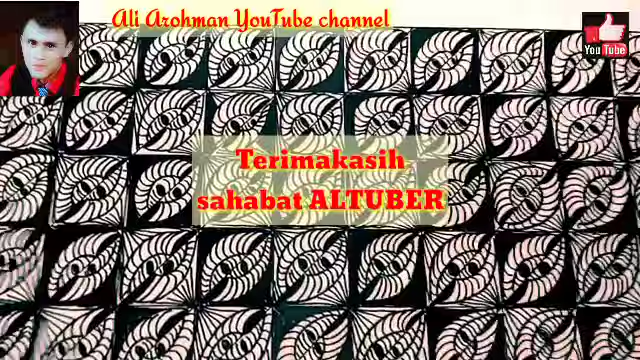 Ali Arohman YouTube channel
You Tube
Terimakasih
sahabat ALTUBER